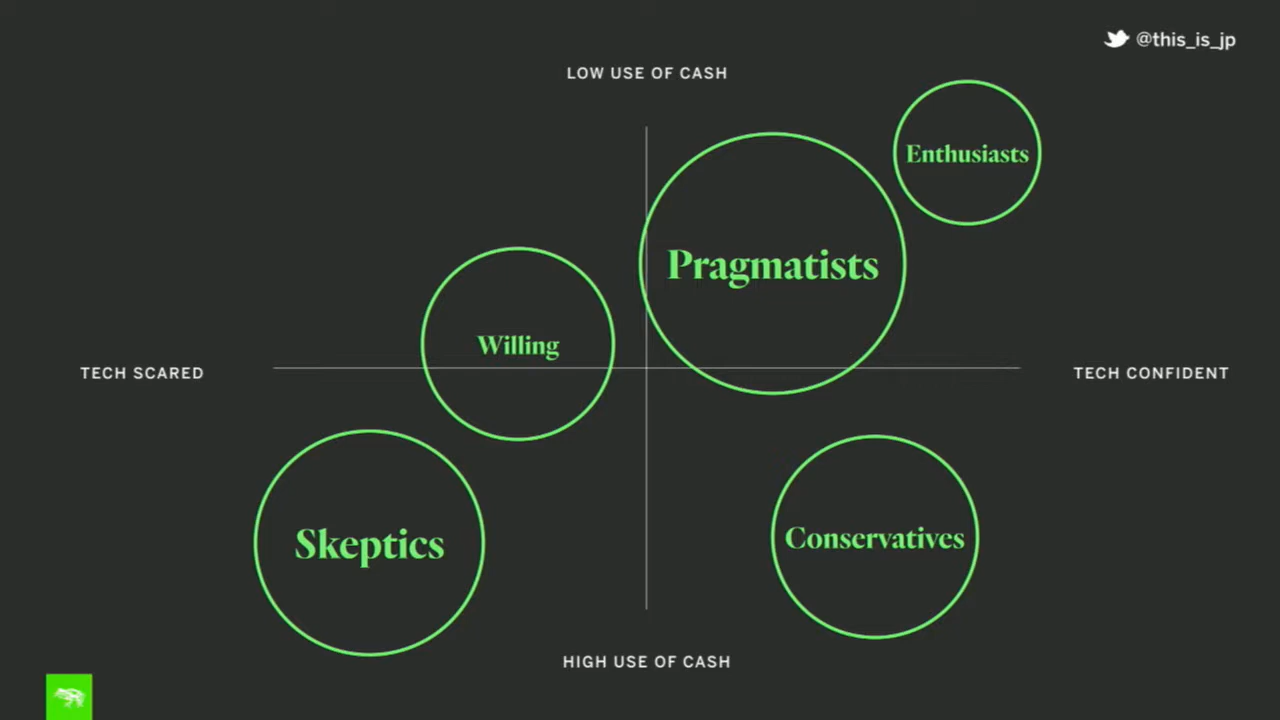 @this_is_jp
LOW USE OF CASH
Enthusiasts
Pragmatists
Willing
TECH SCARED
TECH CONFIDENT
Skeptics
Conservatives
HIGH USE OF CASH